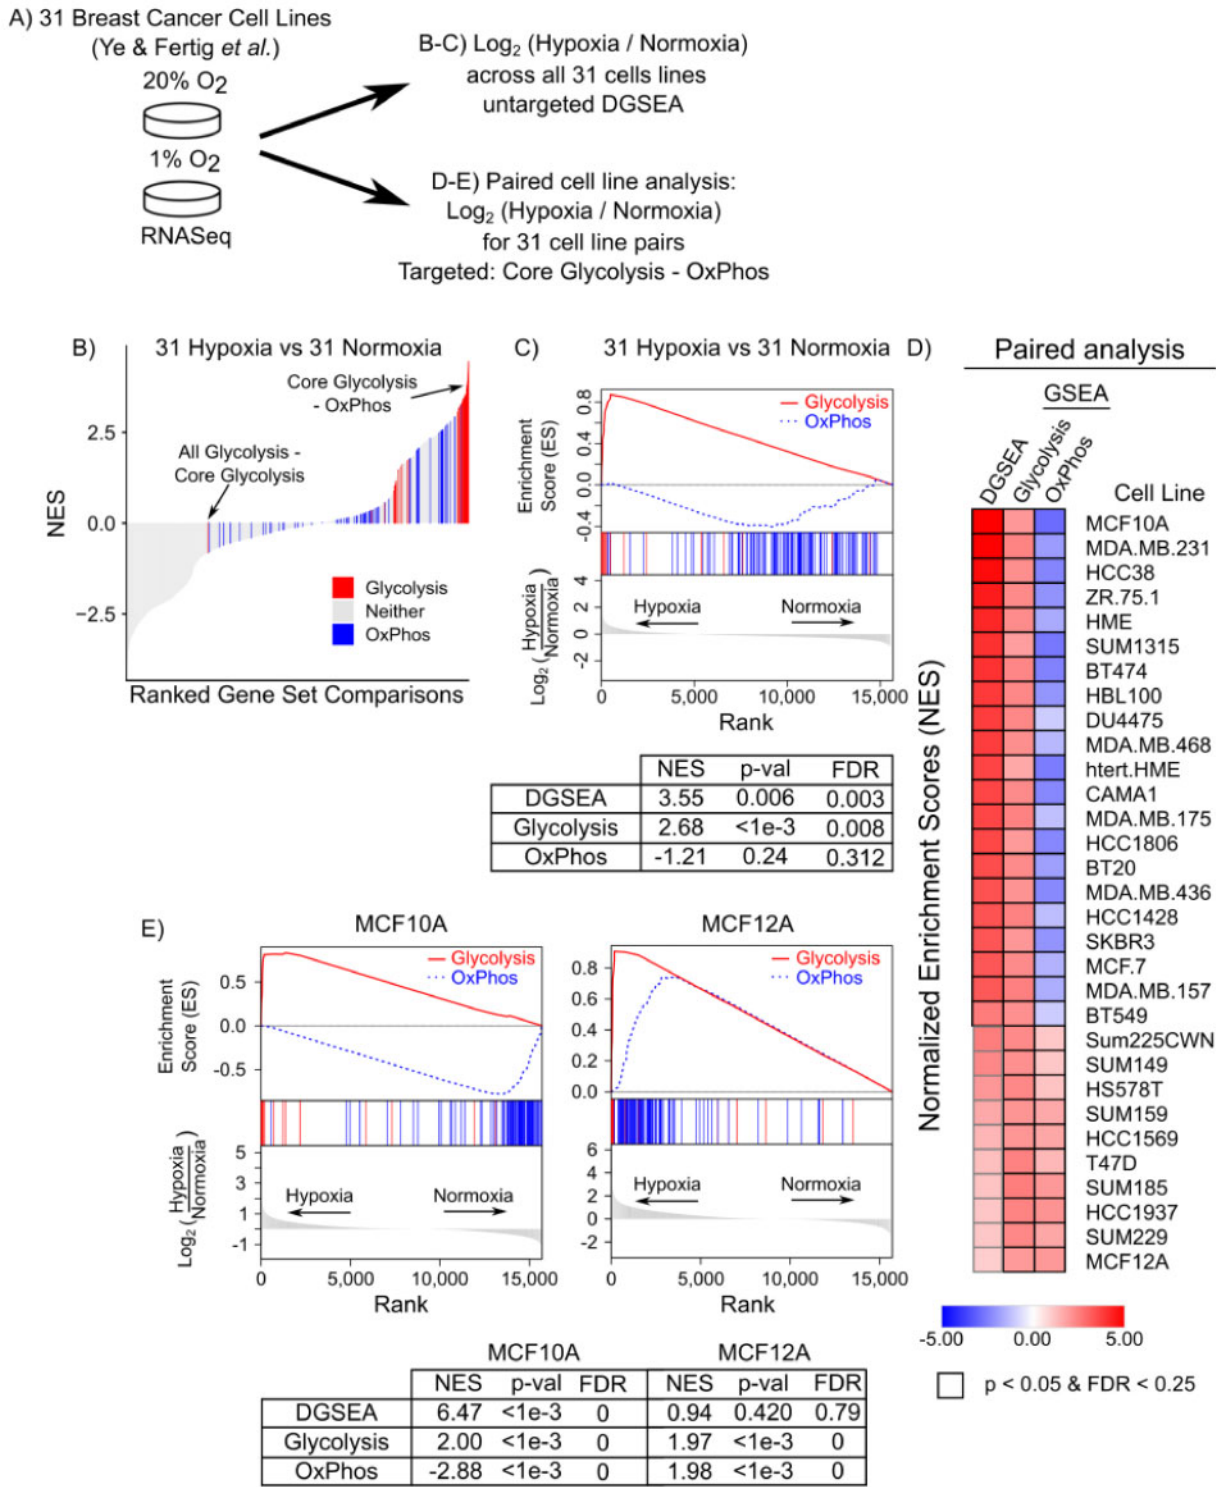 A) 31 Breast Cancer Cell Lines
(Ye & Fertig et al.)
20% O2
1% O2
RNASeq
B-C) Log2 (Hypoxia / Normoxia)
across all 31 cells lines
untargeted DGSEA
D-E) Paired cell line analysis:
Log2 (Hypoxia / Normoxia)
for 31 cell line pairs
Targeted: Core Glycolysis - OxPhos
B) 31 Hypoxia vs 31 Normoxia
Core Glycolysis
- OxPhos
All Glycolysis -
Core Glycolysis
NES
2.5
0.0
−2.5
Glycolysis
Neither
OxPhos
Ranked Gene Set Comparisons
C) 31 Hypoxia vs 31 Normoxia
Enrichment
Score (ES)
0.8
0.4
0.0
-0.4
Glycolysis
OxPhos
Log2 (Hypoxia/Normoxia)
4
2
0
-2
Hypoxia
Normoxia
0 5,000 10,000 15,000
Rank
NES p-val FDR
DGSEA 3.55 0.006 0.003
Glycolysis 2.68 <1e-3 0.008
OxPhos -1.21 0.24 0.312
D) Paired analysis
GSEA
DGSEA Glycolysis OxPhos
Cell Line
Normalized Enrichment Scores (NES)
MCF10A
MDA.MB.231
HCC38
ZR.75.1
HME
SUM1315
BT474
HBL100
DU4475
MDA.MB.468
htert.HME
CAMA1
MDA.MB.175
HCC1806
BT20
MDA.MB.436
HCC1428
SKBR3
MCF.7
MDA.MB.157
BT549
Sum225CWN
SUM149
HS578T
SUM159
HCC1569
T47D
SUM185
HCC1937
SUM229
MCF12A
-5.00 0.00 5.00
p < 0.05 & FDR < 0.25
E) MCF10A
Enrichment
Score (ES)
0.5
0.0
-0.5
Glycolysis
OxPhos
Log2 (Hypoxia/Normoxia)
5
3
1
-1
Hypoxia
Normoxia
0 5,000 10,000 15,000
Rank
MCF12A
0.8
0.6
0.4
0.2
0.0
Glycolysis
OxPhos
6
4
2
0
-2
Hypoxia
Normoxia
0 5,000 10,000 15,000
Rank
MCF10A MCF12A
NES p-val FDR NES p-val FDR
DGSEA 6.47 <1e-3 0 0.94 0.420 0.79
Glycolysis 2.00 <1e-3 0 1.97 <1e-3 0
OxPhos -2.88 <1e-3 0 1.98 <1e-3 0